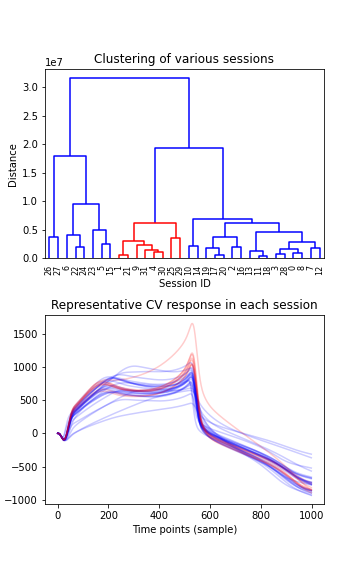 Clustering of various sessions
1e7
3.0
2.5
2.0
1.5
1.0
0.5
0.0
Distance
26 27 6 22 24 23 5 15 1 21 9 31 4 30 25 29 10 14 19 17 20 2 16 13 11 18 3 28 0 8 7 12
Session ID
Representative CV response in each session
1500
1000
500
0
−500
−1000
0 200 400 600 800 1000
Time points (sample)